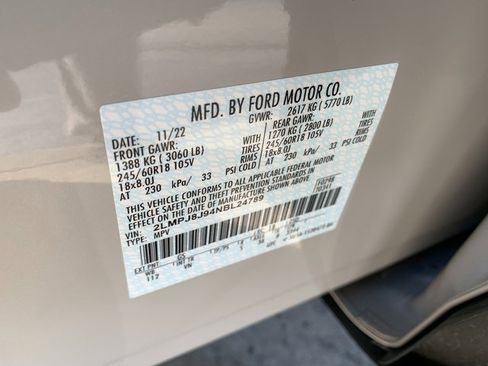 MFD. BY FORD MOTOR CO.
DATE: 11/22 GVWR: 2617 KG ( 5770 LB)
FRONT GAWR: REAR GAWR:
1388 KG ( 3060 LB) WITH 1270 KG ( 2800 LB) WITH
245/60R18 105V TIRES 245/60R18 105V TIRES
18x8.0J RIMS 18x8.0J RIMS
AT 230 kPa/ 33 PSI COLD AT 230 kPa/ 33 PSI COLD
THIS VEHICLE CONFORMS TO ALL APPLICABLE FEDERAL MOTOR
VEHICLE SAFETY AND THEFT PREVENTION STANDARDS IN
EFFECT ON THE DATE OF MANUFACTURE SHOWN ABOVE.
VIN: 2LMPJ8J94NBL24789
TYPE: MPV
EXT PNT: